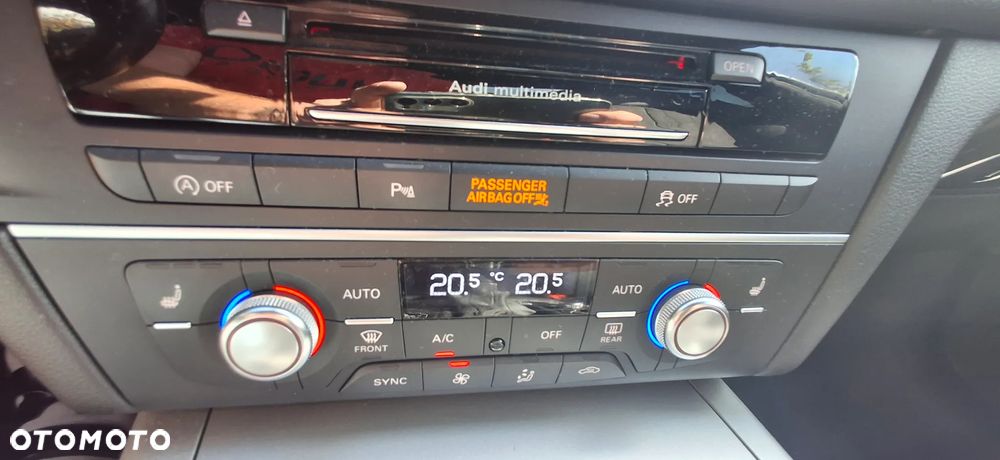 OPEN
Audi multimedia
A OFF
P
PASSENGER
AIRBAG OFF
OFF
AUTO
20.5 °C 20.5
AUTO
FRONT
A/C
OFF
REAR
SYNC
OTOMOTO